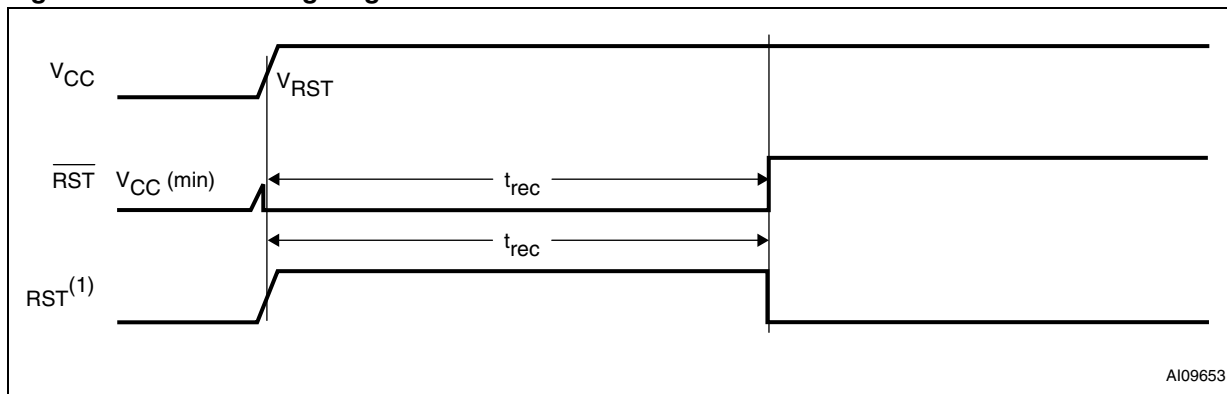 VCC
VRST
RST VCC (min)
trec
trec
RST(1)
AI09653